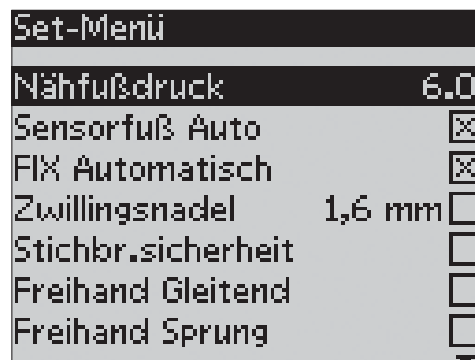 Set-Menü
Nähfußdruck 6.0
Sensorfuß Auto
FIX Automatisch
Zwillingsnadel 1,6 mm
Stichbr.sicherheit
Freihand Gleitend
Freihand Sprung